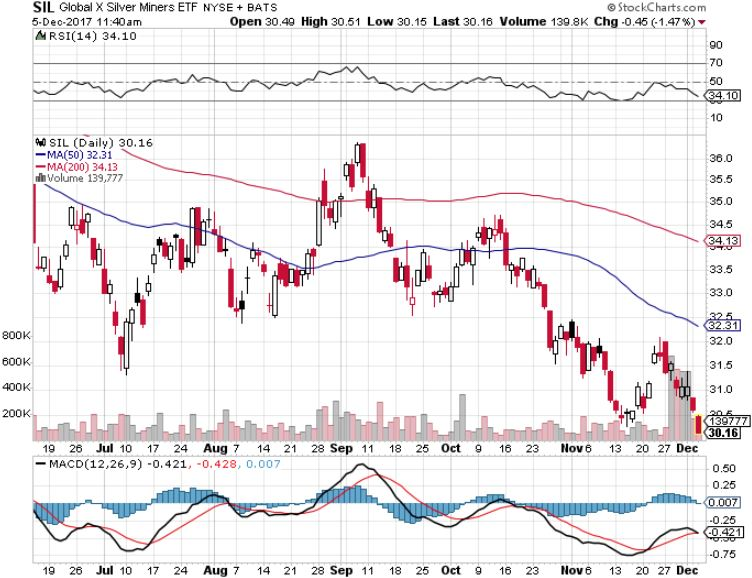 SIL Global X Silver Miners ETF NYSE + BATS © StockCharts.com
5-Dec-2017 11:40am Open 30.49 High 30.51 Low 30.15 Last 30.16 Volume 139.8K Chg -0.45 (-1.47%)
RSI(14) 34.10
90
70
50
34.10
10
SIL (Daily) 30.16
MA(50) 32.31
MA(200) 34.13
Volume 139,777
36.0
35.5
35.0
34.5
34.13
33.5
33.0
32.5
32.31
32.0
31.5
31.0
30.5
139777
30.16
800K
600K
400K
200K
19 26 Jul 10 17 24 Aug 7 14 21 28 Sep 11 18 25 Oct 9 16 23 Nov 6 13 20 27 Dec
MACD(12,26,9) -0.421, -0.428, 0.007
0.50
0.25
0.007
-0.25
-0.421
-0.75
19 26 Jul 10 17 24 Aug 7 14 21 28 Sep 11 18 25 Oct 9 16 23 Nov 6 13 20 27 Dec